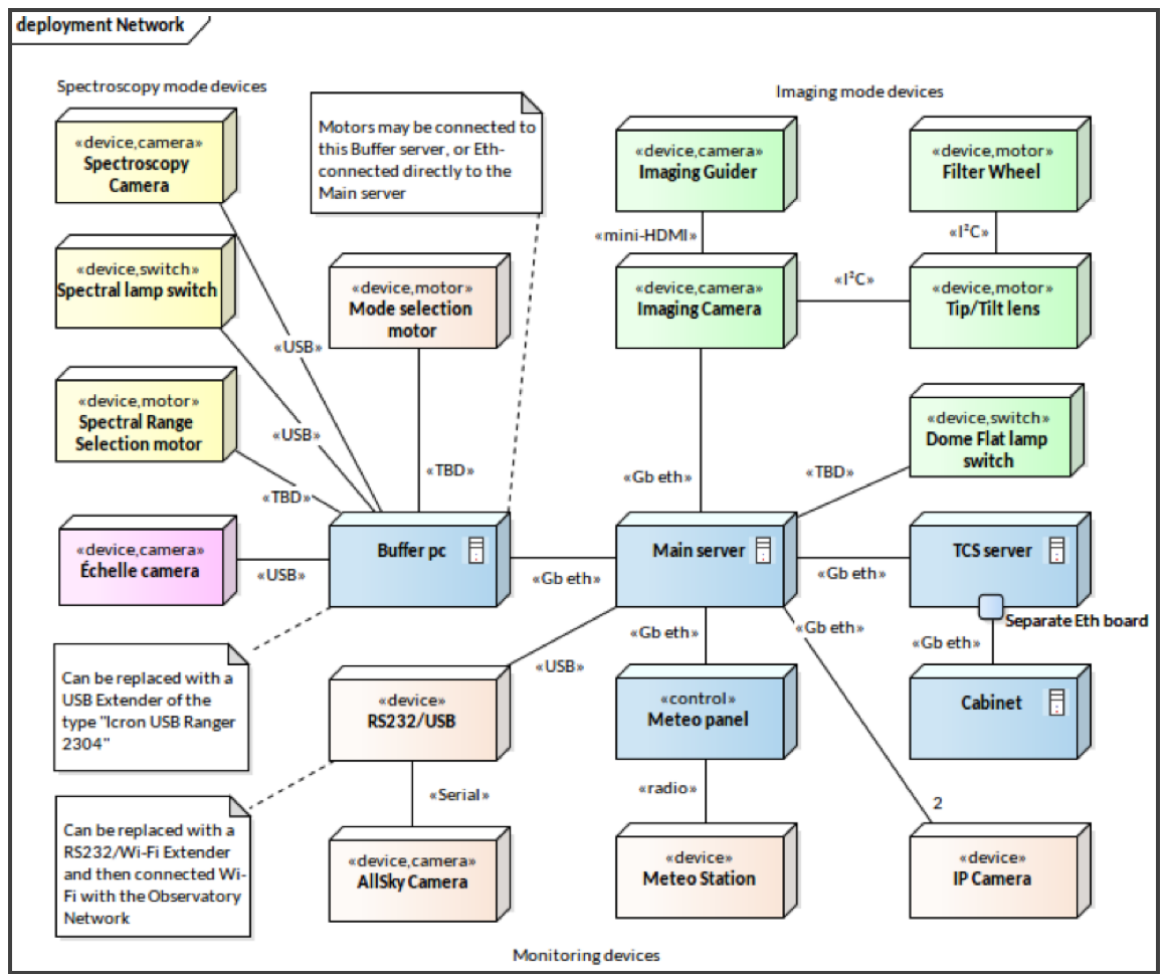 deployment Network
Spectroscopy mode devices
Imaging mode devices
«device,camera»
Spectroscopy
Camera
Motors may be connected to
this Buffer server, or Eth-
connected directly to the
Main server
«device,camera»
Imaging Guider
«device,motor»
Filter Wheel
«mini-HDMI»
«I²C»
«device,switch»
Spectral lamp switch
«device,motor»
Mode selection
motor
«device,camera»
Imaging Camera
«I²C»
«device,motor»
Tip/Tilt lens
«USB»
«device,motor»
Spectral Range
Selection motor
«USB»
«device,switch»
Dome Flat lamp
switch
«TBD»
«TBD»
«Gb eth»
«TBD»
«device,camera»
Échelle camera
«USB»
Buffer pc
«Gb eth»
Main server
«Gb eth»
TCS server
Separate Eth board
«Gb eth»
«Gb eth»
«Gb eth»
«USB»
Can be replaced with a
USB Extender of the
type "Icron USB Ranger
2304"
«device»
RS232/USB
«control»
Meteo panel
Cabinet
«Serial»
«radio»
2
Can be replaced with a
RS232/Wi-Fi Extender
and then connected Wi-
Fi with the Observatory
Network
«device,camera»
AllSky Camera
«device»
Meteo Station
«device»
IP Camera
Monitoring devices